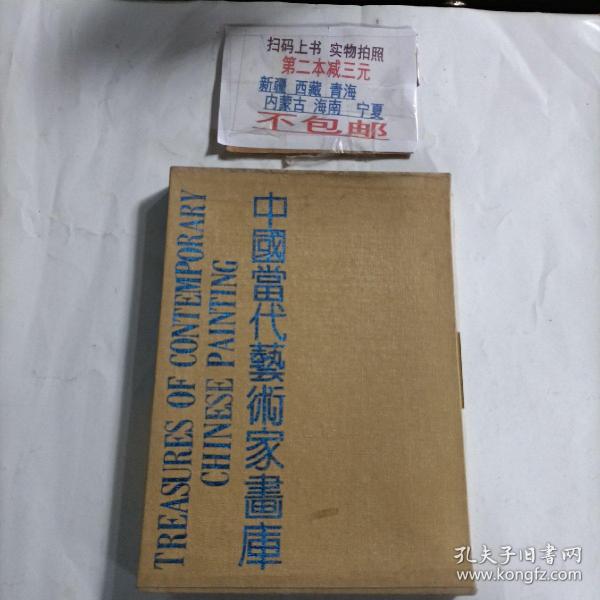 扫码上书 实物拍照
第二本减三元
新疆 西藏 青海
内蒙古 海南 宁夏
不包邮
中國當代藝術家畫庫
TREASURES OF CONTEMPORARY
CHINESE PAINTING
孔夫子旧书网
www.kongfz.com